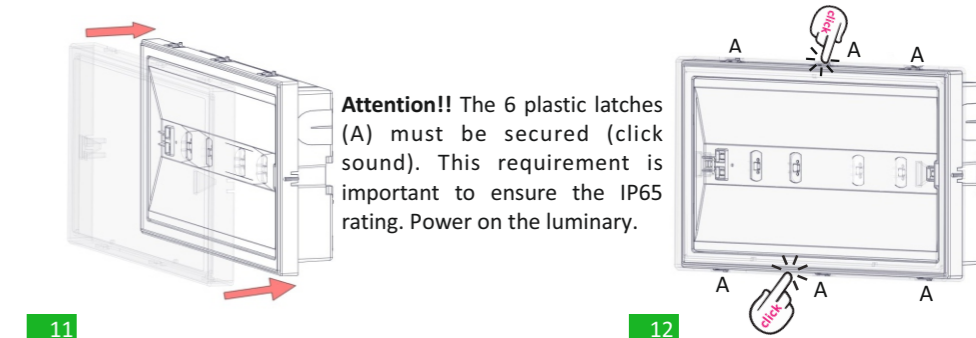 click
A
A
A
Attention!! The 6 plastic latches
(A) must be secured (click
sound). This requirement is
important to ensure the IP65
rating. Power on the luminary.
A
A
A
click
11
12